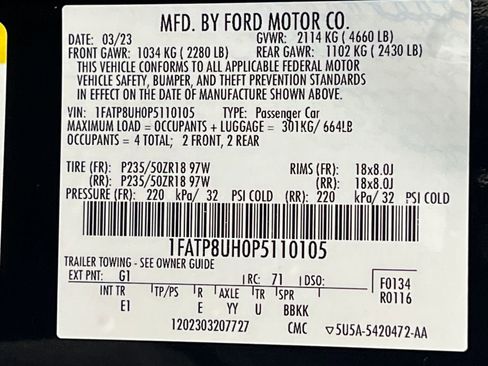 MFD. BY FORD MOTOR CO.
DATE: 03/23 GVWR: 2114 KG ( 4660 LB)
FRONT GAWR: 1034 KG ( 2280 LB) REAR GAWR: 1102 KG ( 2430 LB)
THIS VEHICLE CONFORMS TO ALL APPLICABLE FEDERAL MOTOR
VEHICLE SAFETY, BUMPER, AND THEFT PREVENTION STANDARDS
IN EFFECT ON THE DATE OF MANUFACTURE SHOWN ABOVE.
VIN: 1FATP8UH0P5110105 TYPE: Passenger Car
MAXIMUM LOAD = OCCUPANTS + LUGGAGE = 301KG/ 664LB
OCCUPANTS = 4 TOTAL; 2 FRONT, 2 REAR
TIRE (FR): P235/50ZR18 97W RIMS (FR): 18x8.0J
(RR): P235/50ZR18 97W (RR): 18x8.0J
PRESSURE (FR): 220 kPa/ 32 PSI COLD (RR): 220 kPa/ 32 PSI COLD
1FATP8UH0P5110105
TRAILER TOWING - SEE OWNER GUIDE
EXT PNT: G1 RC: 71 DSO: F0134
INT TR TP/PS R AXLE TR SPR R0116
E1 E YY U BBKK
1202303207727 CMC ▽5U5A-5420472-AA